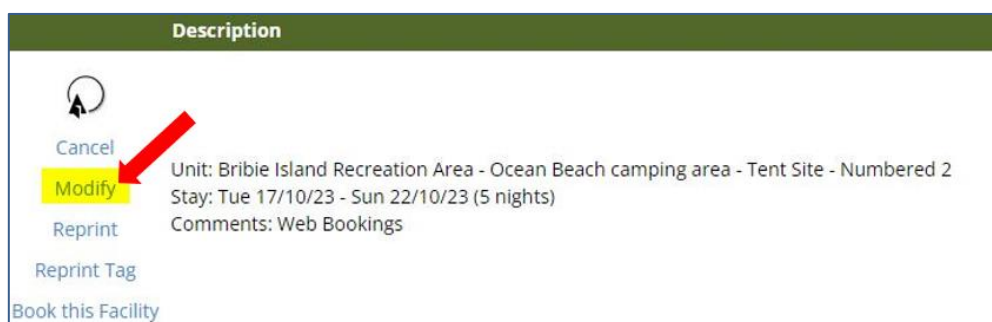 Description
Cancel
Modify
Reprint
Reprint Tag
Book this Facility
Unit: Bribie Island Recreation Area - Ocean Beach camping area - Tent Site - Numbered 2
Stay: Tue 17/10/23 - Sun 22/10/23 (5 nights)
Comments: Web Bookings